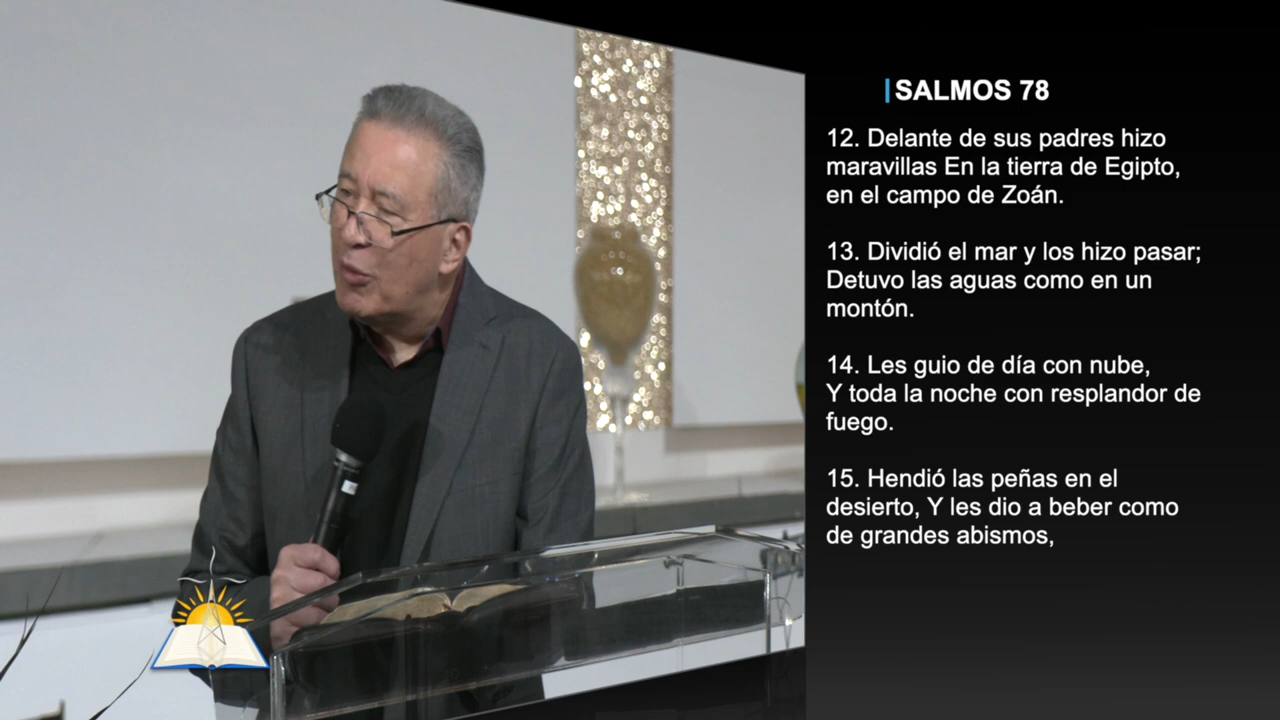 SALMOS 78
12. Delante de sus padres hizo
maravillas En la tierra de Egipto,
en el campo de Zoán.
13. Dividió el mar y los hizo pasar;
Detuvo las aguas como en un
montón.
14. Les guio de día con nube,
Y toda la noche con resplandor de
fuego.
15. Hendió las peñas en el
desierto, Y les dio a beber como
de grandes abismos,